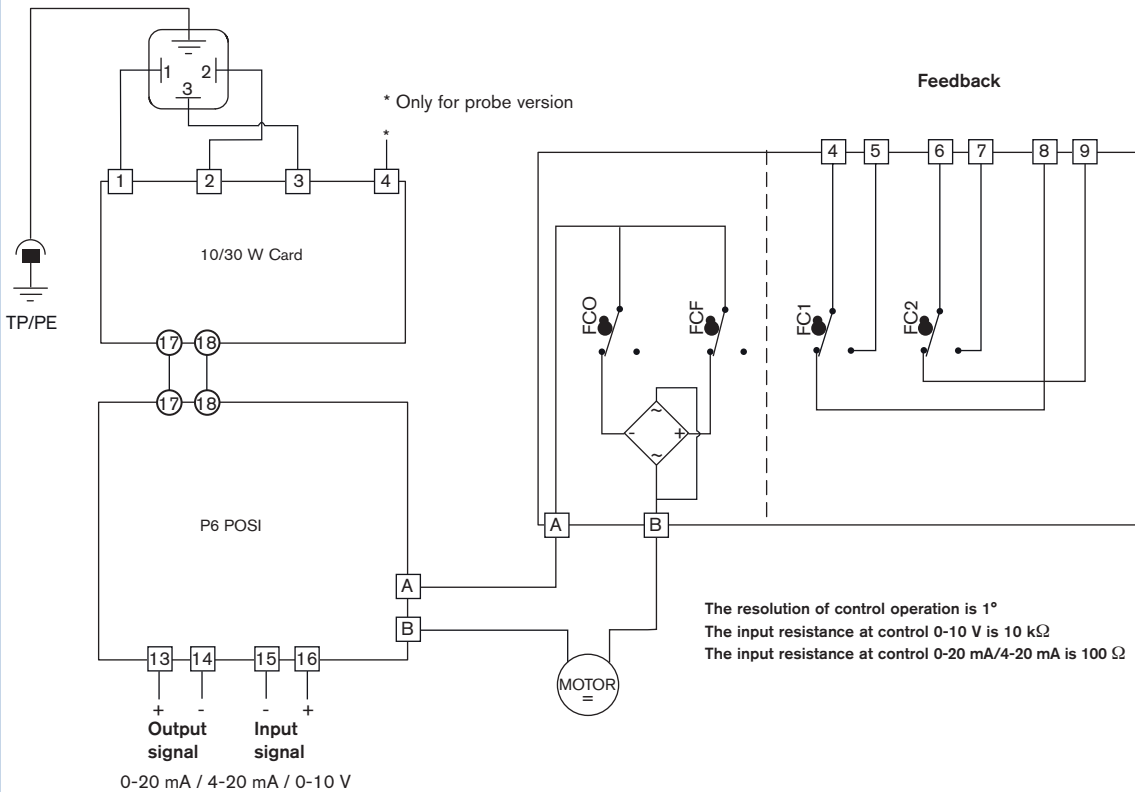 1 2
3
* Only for probe version
*
Feedback
1 2 3 4
4 5 6 7 8 9
10/30 W Card
TP/PE
FCO FCF FC1 FC2
17 18
17 18
~
- +
~
P6 POSI
A B
A
B
The resolution of control operation is 1°
The input resistance at control 0-10 V is 10 kΩ
The input resistance at control 0-20 mA/4-20 mA is 100 Ω
13 14 15 16
MOTOR
=
+ - - +
Output signal
Input signal
0-20 mA / 4-20 mA / 0-10 V